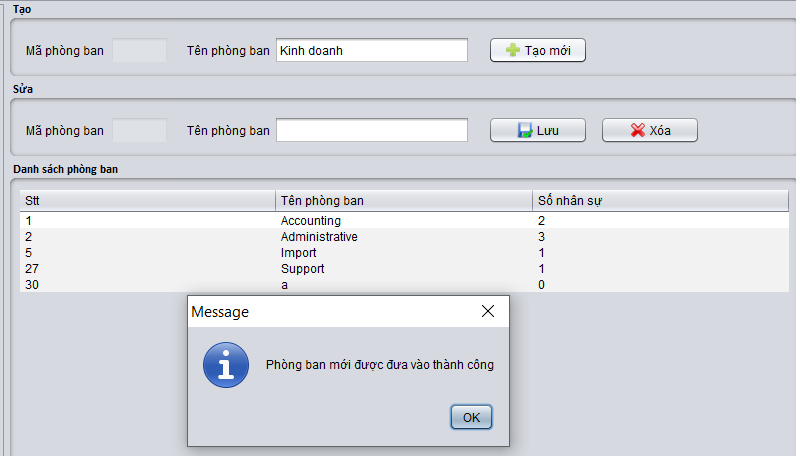 Tạo
Mã phòng ban Tên phòng ban Kinh doanh Tạo mới
Sửa
Mã phòng ban Tên phòng ban Lưu Xóa
Danh sách phòng ban
Stt Tên phòng ban Số nhân sự
1 Accounting 2
2 Administrative 3
5 Import 1
27 Support 1
30 a 0
Message
Phòng ban mới được đưa vào thành công
OK